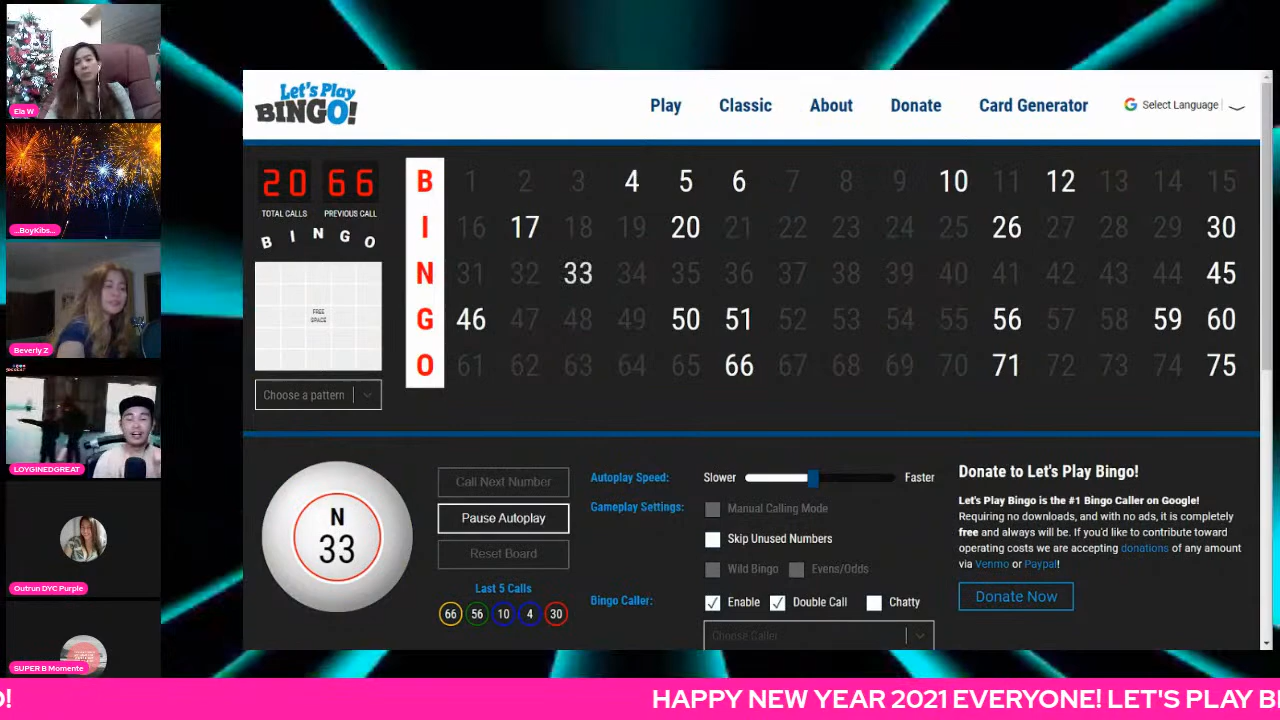 Ela W
...BoyKibs...
Beverly Z
LOYGINEDGREAT
Outrun DYC Purple
SUPER B Momente
Let's Play
BINGO!
Play Classic About Donate Card Generator Select Language
20 66
TOTAL CALLS PREVIOUS CALL
B I N G O
FREE
SPACE
Choose a pattern
B 1 2 3 4 5 6 7 8 9 10 11 12 13 14 15
I 16 17 18 19 20 21 22 23 24 25 26 27 28 29 30
N 31 32 33 34 35 36 37 38 39 40 41 42 43 44 45
G 46 47 48 49 50 51 52 53 54 55 56 57 58 59 60
O 61 62 63 64 65 66 67 68 69 70 71 72 73 74 75
N
33
Call Next Number
Pause Autoplay
Reset Board
Last 5 Calls
66 56 10 4 30
Autoplay Speed: Slower Faster
Gameplay Settings: Manual Calling Mode
Skip Unused Numbers
Wild Bingo Evens/Odds
Bingo Caller: Enable Double Call Chatty
Choose Caller
Donate to Let's Play Bingo!
Let's Play Bingo is the #1 Bingo Caller on Google!
Requiring no downloads, and with no ads, it is completely
free and always will be. If you'd like to contribute toward
operating costs we are accepting donations of any amount
via Venmo or Paypal!
Donate Now
O! HAPPY NEW YEAR 2021 EVERYONE! LET'S PLAY BI